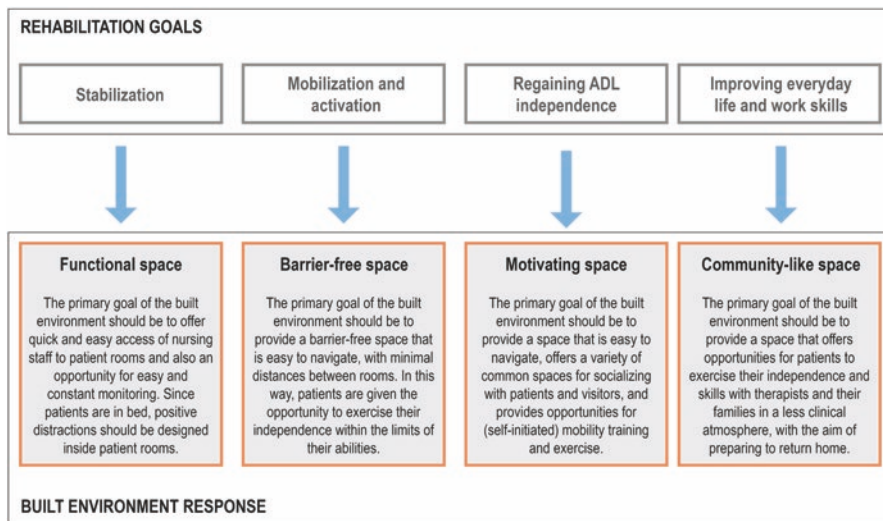 REHABILITATION GOALS
Stabilization
Mobilization and
activation
Regaining ADL
independence
Improving everyday
life and work skills
Functional space
The primary goal of the built
environment should be to offer
quick and easy access of nursing
staff to patient rooms and also an
opportunity for easy and
constant monitoring. Since
patients are in bed, positive
distractions should be designed
inside patient rooms.
Barrier-free space
The primary goal of the built
environment should be to
provide a barrier-free space that
is easy to navigate, with minimal
distances between rooms. In this
way, patients are given the
opportunity to exercise their
independence within the limits of
their abilities.
Motivating space
The primary goal of the built
environment should be to
provide a space that is easy to
navigate, offers a variety of
common spaces for socializing
with patients and visitors, and
provides opportunities for
(self-initiated) mobility training
and exercise.
Community-like space
The primary goal of the built
environment should be to
provide a space that offers
opportunities for patients to
exercise their independence and
skills with therapists and their
families in a less clinical
atmosphere, with the aim of
preparing to return home.
BUILT ENVIRONMENT RESPONSE